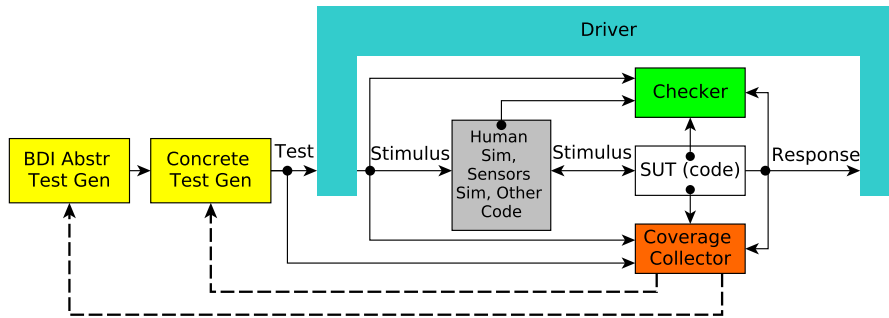 Driver
Checker
BDI Abstr
Test Gen
Concrete
Test Gen
Test
Stimulus
Human
Sim,
Sensors
Sim, Other
Code
Stimulus
SUT (code)
Response
Coverage
Collector